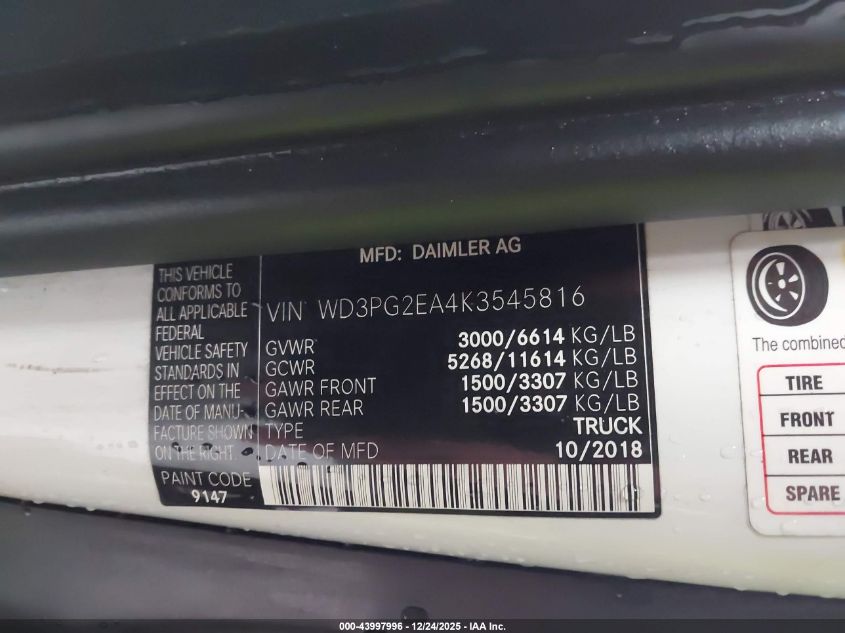 MFD: DAIMLER AG
THIS VEHICLE
CONFORMS TO
ALL APPLICABLE
FEDERAL
VEHICLE SAFETY
STANDARDS IN
EFFECT ON THE
DATE OF MANU-
FACTURE SHOWN
ON THE RIGHT
PAINT CODE
9147
VIN WD3PG2EA4K3545816
GVWR 3000/6614 KG/LB
GCWR 5268/11614 KG/LB
GAWR FRONT 1500/3307 KG/LB
GAWR REAR 1500/3307 KG/LB
TYPE TRUCK
DATE OF MFD 10/2018
The combined
TIRE
FRONT
REAR
SPARE
000-43997996 - 12/24/2025 - IAA Inc.